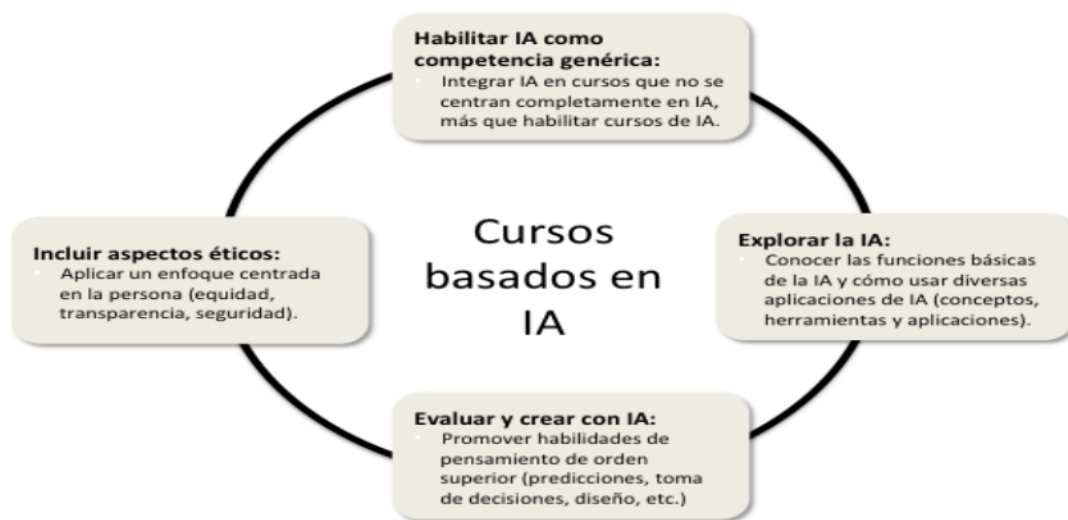 Habilitar IA como
competencia genérica:
Integrar IA en cursos que no se
centran completamente en IA,
más que habilitar cursos de IA.
Cursos
basados en
IA
Explorar la IA:
Conocer las funciones básicas
de la IA y cómo usar diversas
aplicaciones de IA (conceptos,
herramientas y aplicaciones).
Evaluar y crear con IA:
Promover habilidades de
pensamiento de orden
superior (predicciones, toma
de decisiones, diseño, etc.)
Incluir aspectos éticos:
Aplicar un enfoque centrada
en la persona (equidad,
transparencia, seguridad).